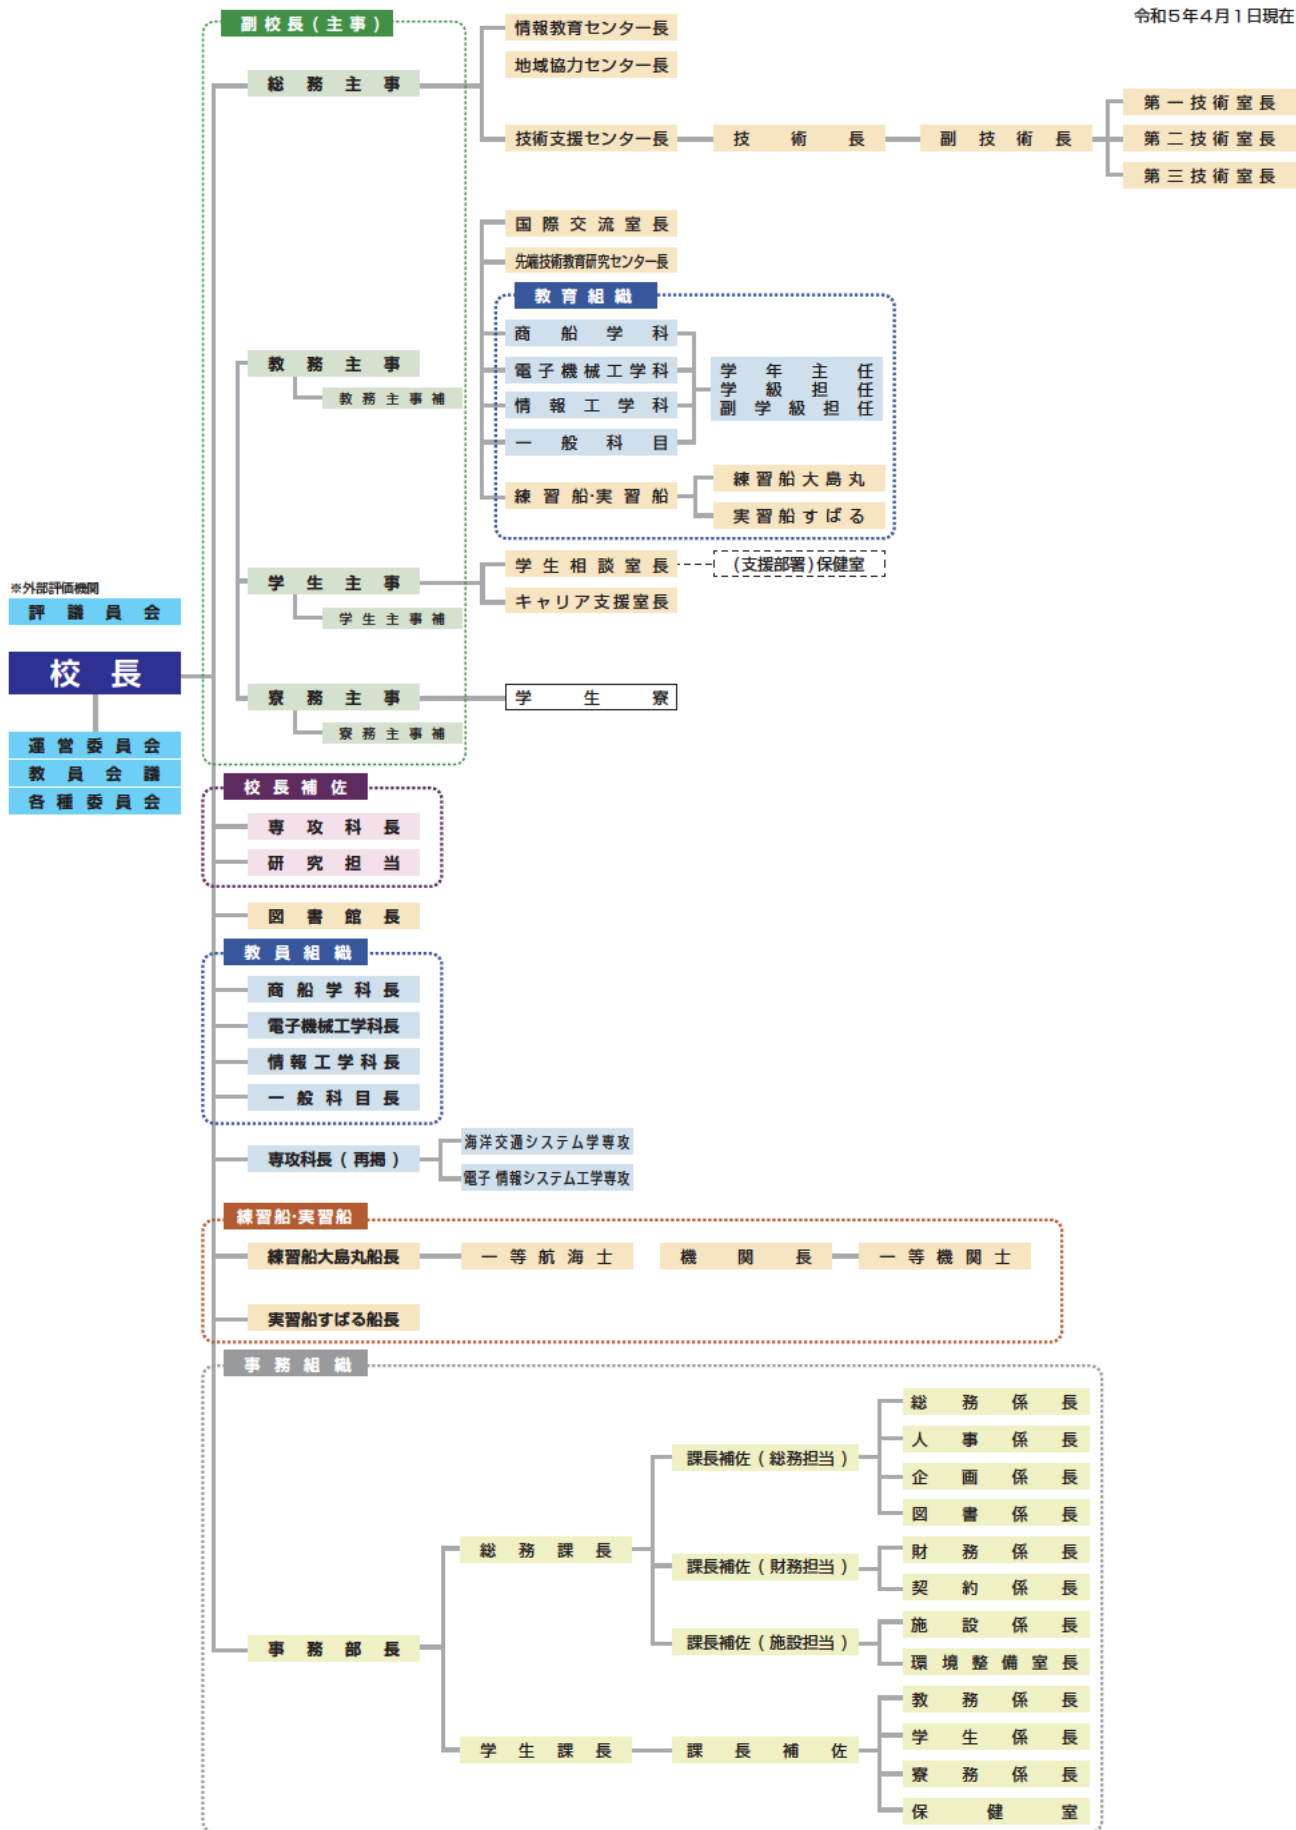 令和５年４月１日現在
副校長(主事)
総務主事
情報教育センター長
地域協力センター長
技術支援センター長
技術長
副技術長
第一技術室長
第二技術室長
第三技術室長
国際交流室長
先端技術教育研究センター長
教育組織
商船学科
電子機械工学科
情報工学科
一般科目
学年主任
学級担任
副学級担任
練習船・実習船
練習船大島丸
実習船すばる
教務主事
教務主事補
学生主事
学生主事補
学生相談室長
(支援部署)保健室
キャリア支援室長
寮務主事
寮務主事補
学生寮
※外部評価機関
評議員会
校長
運営委員会
教員会議
各種委員会
校長補佐
専攻科長
研究担当
図書館長
教員組織
商船学科長
電子機械工学科長
情報工学科長
一般科目長
専攻科長(再掲)
海洋交通システム学専攻
電子情報システム工学専攻
練習船・実習船
練習船大島丸船長
一等航海士
機関長
一等機関士
実習船すばる船長
事務組織
事務部長
総務課長
課長補佐(総務担当)
総務係長
人事係長
企画係長
図書係長
課長補佐(財務担当)
財務係長
契約係長
課長補佐(施設担当)
施設係長
環境整備室長
学生課長
課長補佐
教務係長
学生係長
寮務係長
保健室